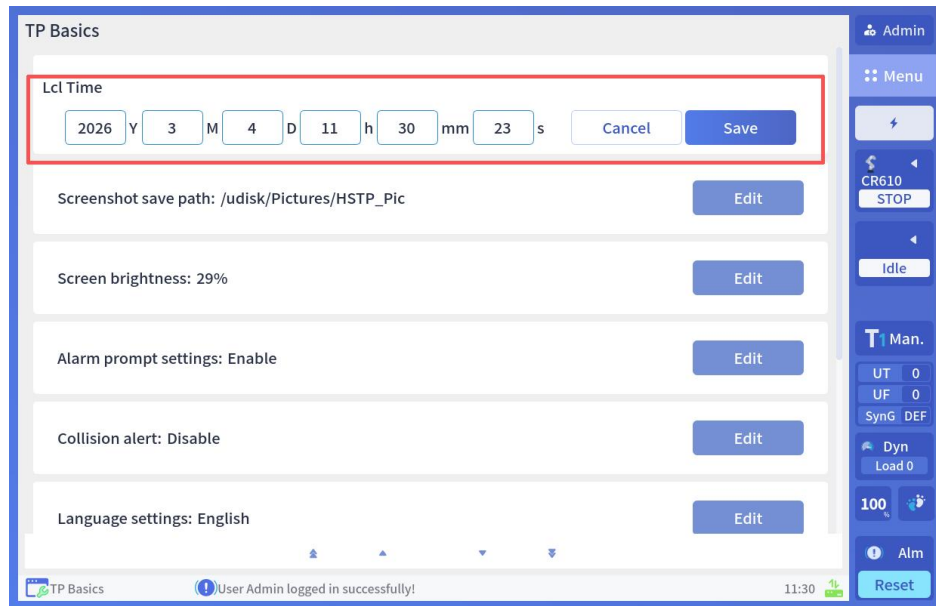 TP Basics
Lcl Time
2026 Y 3 M 4 D 11 h 30 mm 23 s Cancel Save
Screenshot save path: /udisk/Pictures/HSTP_Pic Edit
Screen brightness: 29% Edit
Alarm prompt settings: Enable Edit
Collision alert: Disable Edit
Language settings: English Edit
TP Basics User Admin logged in successfully! 11:30
Admin
Menu
CR610
STOP
Idle
T1 Man.
UT 0
UF 0
SynG DEF
Dyn
Load 0
100 %
Alm
Reset